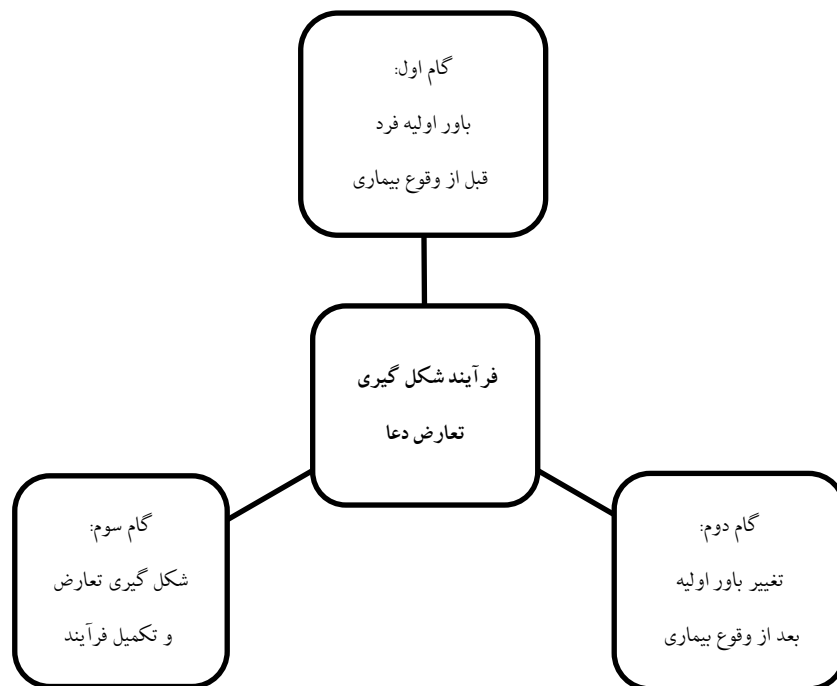 گام اول:
باور اولیه فرد
قبل از وقوع بیماری
فرآیند شکل گیری
تعارض دعا
گام دوم:
تغییر باور اولیه
بعد از وقوع بیماری
گام سوم:
شکل گیری تعارض
و تکمیل فرآیند